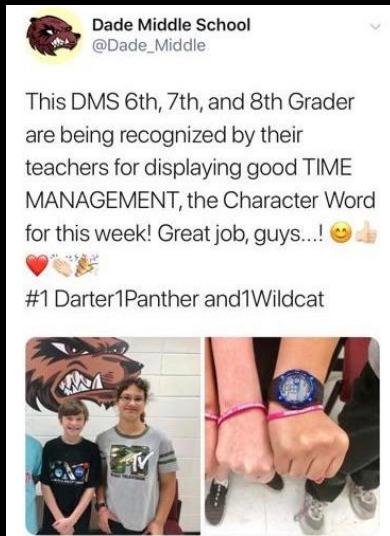 Dade Middle School
@Dade_Middle
This DMS 6th, 7th, and 8th Grader
are being recognized by their
teachers for displaying good TIME
MANAGEMENT, the Character Word
for this week! Great job, guys...! 😊👍🏻
❤️👏🏻🎉
#1 Darter1Panther and1Wildcat
MTV